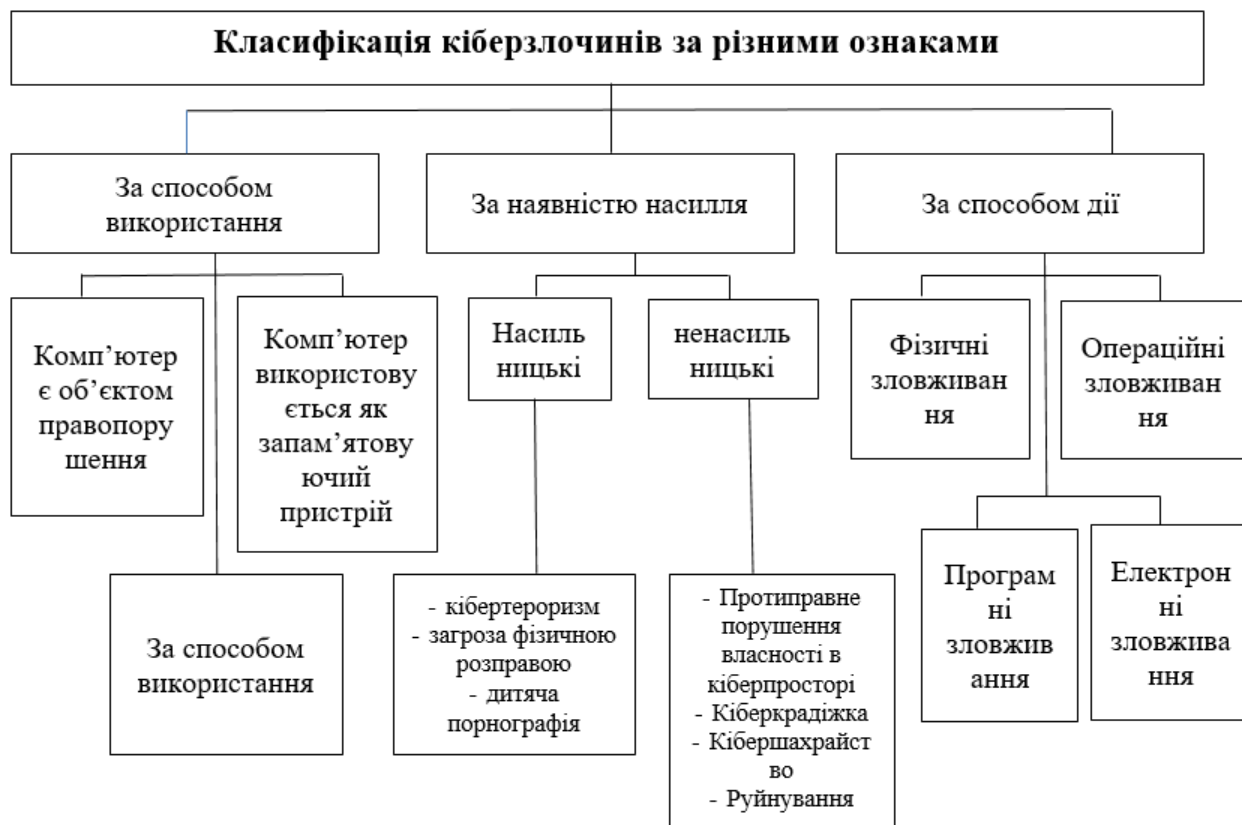 Класифікація кіберзлочинів за різними ознаками
За способом
використання
За наявністю насилля
За способом дії
Комп’ютер
є об’єктом
правопору
шення
Комп’ютер
використову
ється як
запам’ятову
ючий
пристрій
Насиль
ницькі
ненасиль
ницькі
Фізичні
зловживан
ня
Операційні
зловживан
ня
За способом
використання
- кібертероризм
- загроза фізичною
розправою
- дитяча
порнографія
- Протиправне
порушення
власності в
кіберпросторі
- Кіберкрадіжка
- Кібершахрайст
во
- Руйнування
Програм
ні
зловжив
ання
Електрон
ні
зловжива
ння